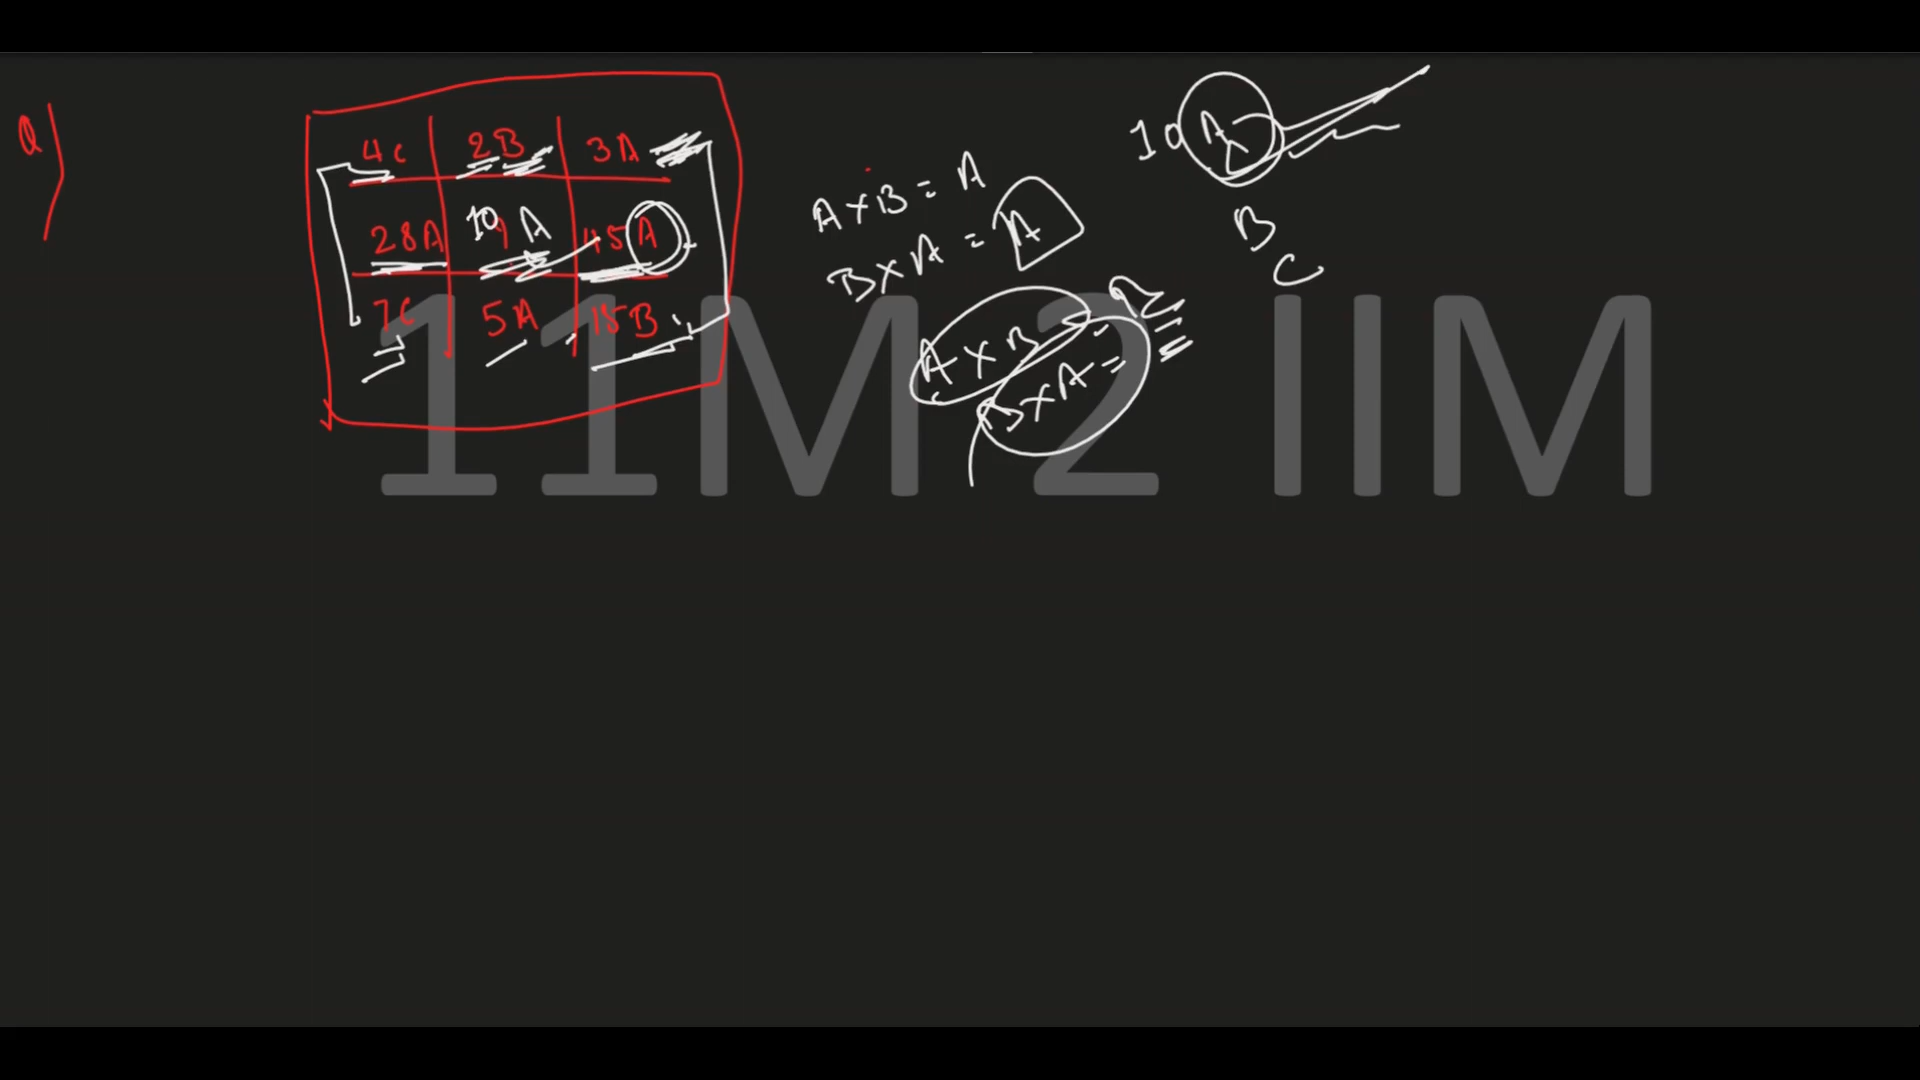 Q)
4C 2B 3A
28A 10 A 45A
7C 5A 15B
A×B = A
B×A = A
A×B =
B×A =
10 A
B
C
11M 2 IIM